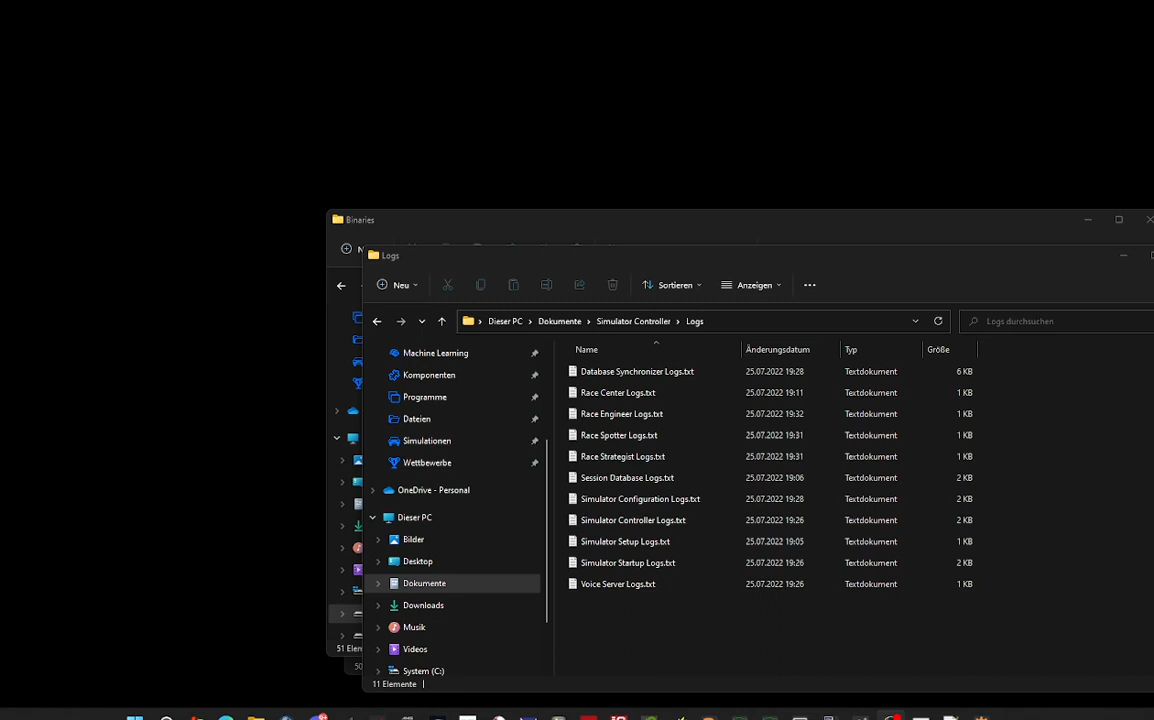 Binaries
Logs
Neu
Sortieren
Anzeigen
Dieser PC
Dokumente
Simulator Controller
Logs
Logs durchsuchen
Machine Learning
Komponenten
Programme
Dateien
Simulationen
Wettbewerbe
OneDrive - Personal
Dieser PC
Bilder
Desktop
Dokumente
Downloads
Musik
Videos
System (C:)
Name Änderungsdatum Typ Größe
Database Synchronizer Logs.txt 25.07.2022 19:28 Textdokument 6 KB
Race Center Logs.txt 25.07.2022 19:11 Textdokument 1 KB
Race Engineer Logs.txt 25.07.2022 19:32 Textdokument 1 KB
Race Spotter Logs.txt 25.07.2022 19:31 Textdokument 1 KB
Race Strategist Logs.txt 25.07.2022 19:31 Textdokument 1 KB
Session Database Logs.txt 25.07.2022 19:06 Textdokument 2 KB
Simulator Configuration Logs.txt 25.07.2022 19:28 Textdokument 2 KB
Simulator Controller Logs.txt 25.07.2022 19:26 Textdokument 2 KB
Simulator Setup Logs.txt 25.07.2022 19:05 Textdokument 1 KB
Simulator Startup Logs.txt 25.07.2022 19:26 Textdokument 2 KB
Voice Server Logs.txt 25.07.2022 19:26 Textdokument 1 KB
51 Elem
50
11 Elemente